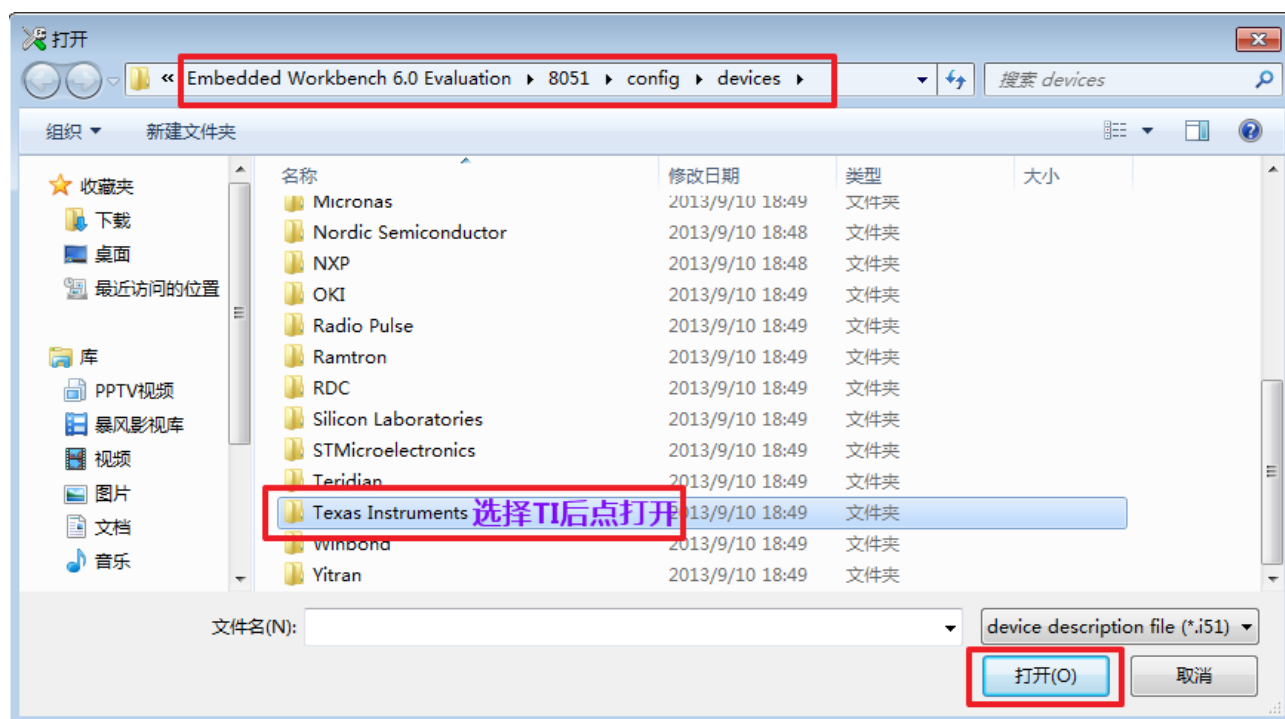 打开
« Embedded Workbench 6.0 Evaluation ▸ 8051 ▸ config ▸ devices ▸
搜索 devices
组织 新建文件夹
名称 修改日期 类型 大小
Micronas 2013/9/10 18:49 文件夹
Nordic Semiconductor 2013/9/10 18:48 文件夹
NXP 2013/9/10 18:48 文件夹
OKI 2013/9/10 18:49 文件夹
Radio Pulse 2013/9/10 18:49 文件夹
Ramtron 2013/9/10 18:49 文件夹
RDC 2013/9/10 18:49 文件夹
Silicon Laboratories 2013/9/10 18:49 文件夹
STMicroelectronics 2013/9/10 18:49 文件夹
Teridian 2013/9/10 18:49 文件夹
Texas Instruments 选择TI后点打开 2013/9/10 18:49 文件夹
Winbond 2013/9/10 18:49 文件夹
Yitran 2013/9/10 18:49 文件夹
收藏夹
下载
桌面
最近访问的位置
库
PPTV视频
暴风影视库
视频
图片
文档
音乐
文件名(N):
device description file (*.i51)
打开(O) 取消